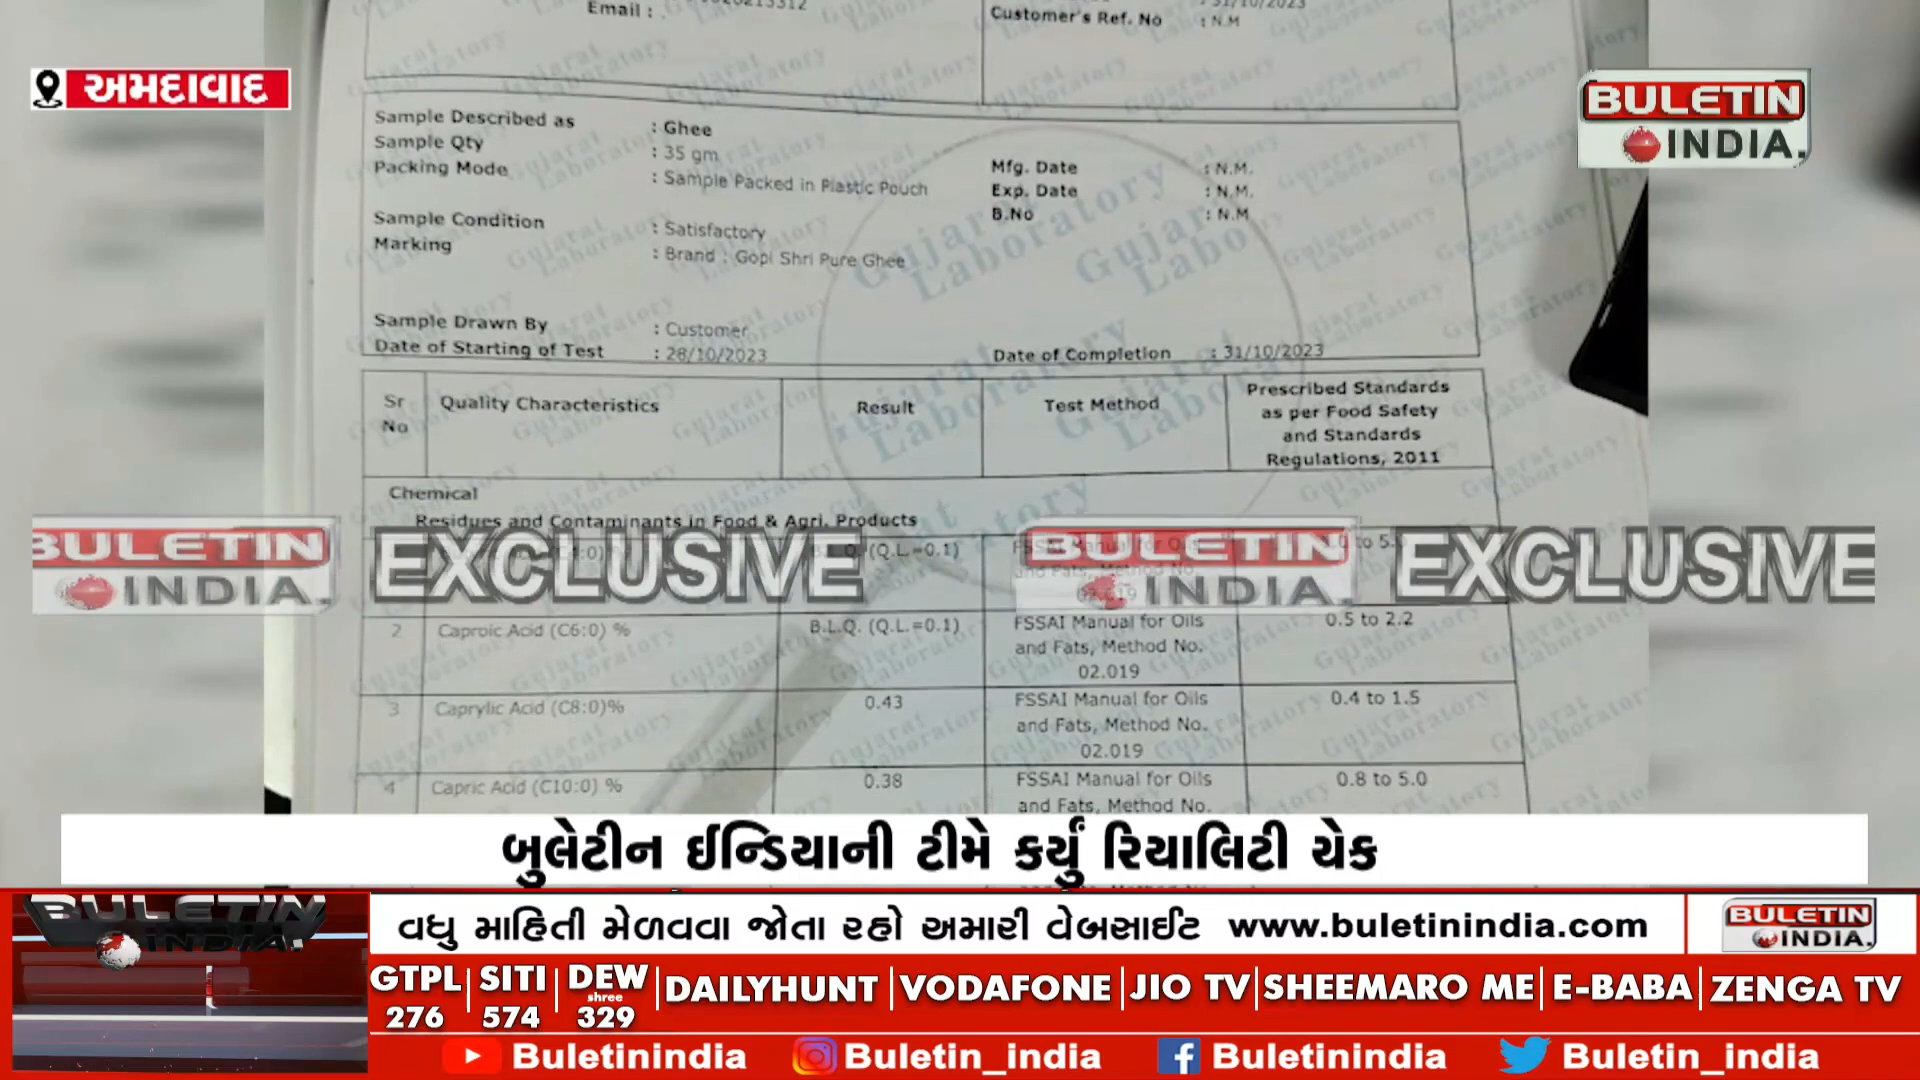 Email :
Customer's Ref. No : N.M
અમદાવાદ
BULETIN
INDIA.
Sample Described as : Ghee
Sample Qty : 35 gm
Packing Mode : Sample Packed in Plastic Pouch
Mfg. Date : N.M.
Exp. Date : N.M.
B.No : N.M
Sample Condition : Satisfactory
Marking : Brand : Gopi Shri Pure Ghee
Sample Drawn By : Customer
Date of Starting of Test : 28/10/2023
Date of Completion : 31/10/2023
Sr No Quality Characteristics Result Test Method Prescribed Standards
as per Food Safety
and Standards
Regulations, 2011
Chemical
Residues and Contaminants in Food & Agri. Products
B.L.Q. (Q.L.=0.1)
BULETIN
INDIA.
EXCLUSIVE
BULETIN
INDIA.
EXCLUSIVE
2 Caproic Acid (C6:0) % B.L.Q. (Q.L.=0.1) FSSAI Manual for Oils 0.5 to 2.2
and Fats, Method No.
02.019
3 Caprylic Acid (C8:0)% 0.43 FSSAI Manual for Oils 0.4 to 1.5
and Fats, Method No.
02.019
4 Capric Acid (C10:0) % 0.38 FSSAI Manual for Oils 0.8 to 5.0
and Fats, Method No.
Gujarat
Laboratory
બુલેટીન ઈન્ડિયાની ટીમે કર્યું રિયાલિટી ચેક
BULETIN
INDIA.
વધુ માહિતી મેળવવા જોતા રહો અમારી વેબસાઈટ www.buletinindia.com
BULETIN
INDIA.
GTPL 276 | SITI 574 | DEW shree 329 | DAILYHUNT | VODAFONE | JIO TV | SHEEMARO ME | E-BABA | ZENGA TV
Buletinindia Buletin_india Buletinindia Buletin_india